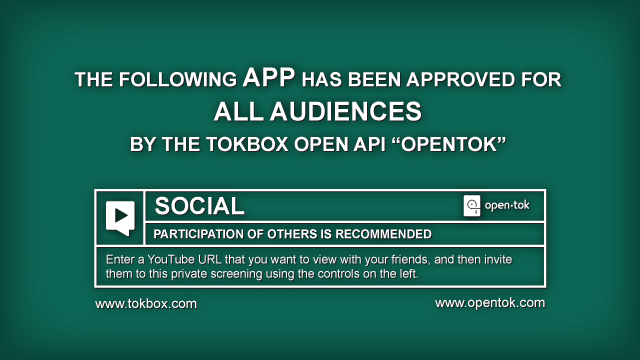 THE FOLLOWING APP HAS BEEN APPROVED FOR
ALL AUDIENCES
BY THE TOKBOX OPEN API “OPENTOK”
SOCIAL
open•tok
PARTICIPATION OF OTHERS IS RECOMMENDED
Enter a YouTube URL that you want to view with your friends, and then invite
them to this private screening using the controls on the left.
www.tokbox.com
www.opentok.com